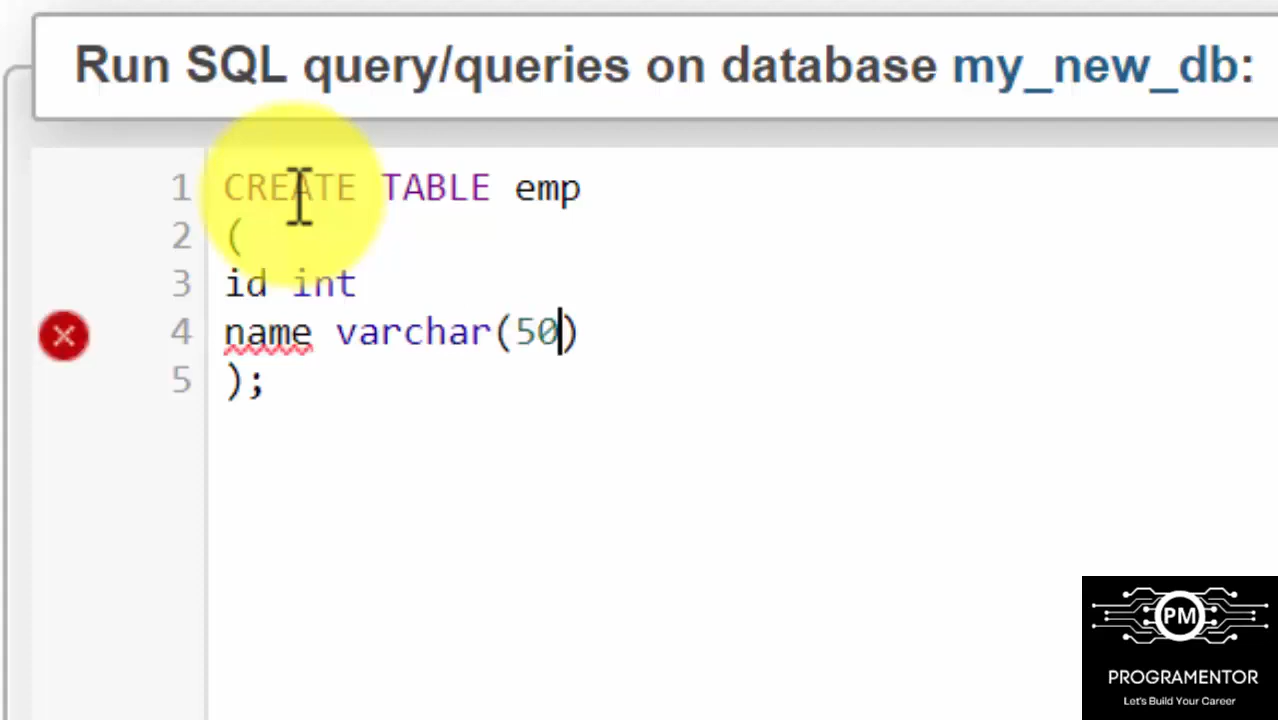 Run SQL query/queries on database my_new_db:
1 CREATE TABLE emp
2 (
3 id int
4 name varchar(50)
5 );
PM
PROGRAMENTOR
Let's Build Your Career